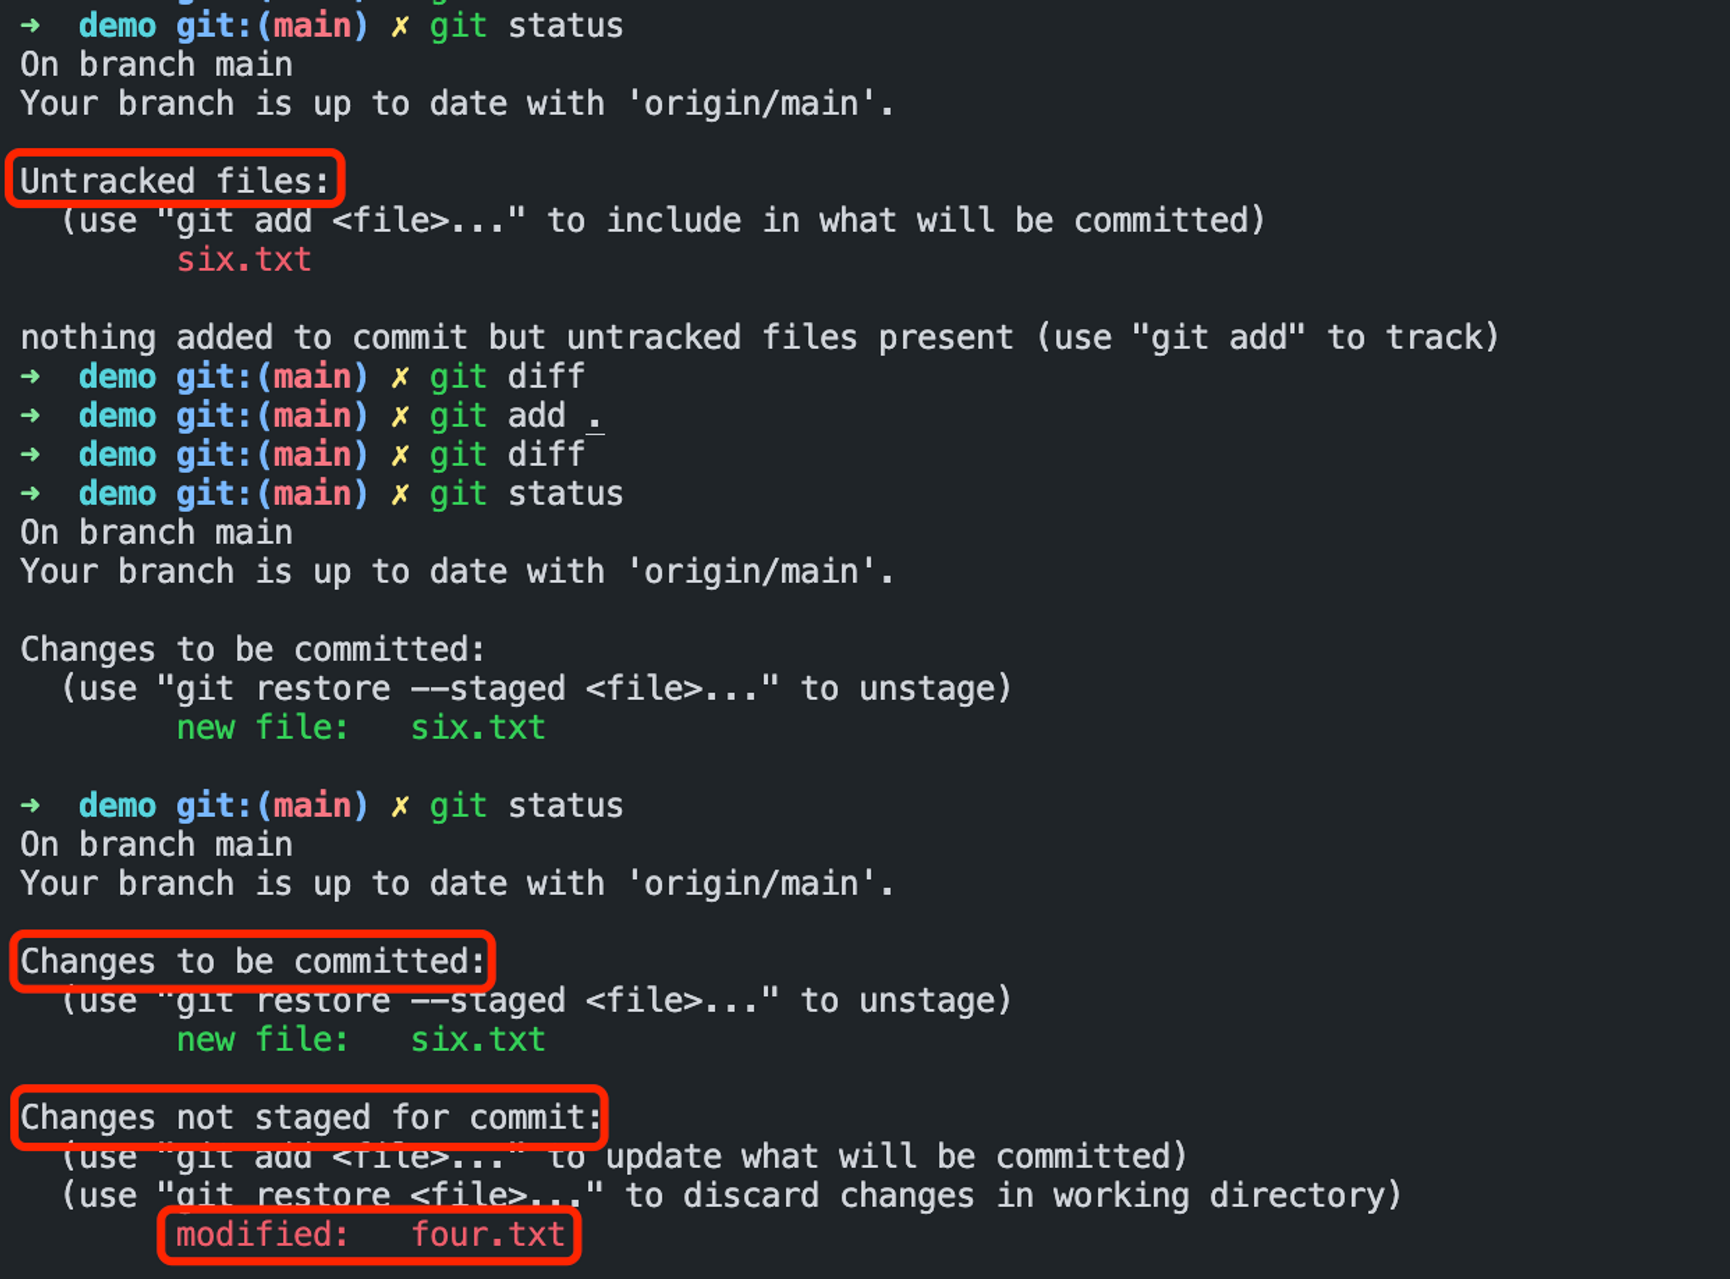 ➜  demo git:(main) ✗ git status
On branch main
Your branch is up to date with 'origin/main'.
Untracked files:
  (use "git add <file>..." to include in what will be committed)
        six.txt
nothing added to commit but untracked files present (use "git add" to track)
➜  demo git:(main) ✗ git diff
➜  demo git:(main) ✗ git add .
➜  demo git:(main) ✗ git diff
➜  demo git:(main) ✗ git status
On branch main
Your branch is up to date with 'origin/main'.
Changes to be committed:
  (use "git restore --staged <file>..." to unstage)
        new file:   six.txt
➜  demo git:(main) ✗ git status
On branch main
Your branch is up to date with 'origin/main'.
Changes to be committed:
  (use "git restore --staged <file>..." to unstage)
        new file:   six.txt
Changes not staged for commit:
  (use "git add <file>..." to update what will be committed)
  (use "git restore <file>..." to discard changes in working directory)
        modified:   four.txt